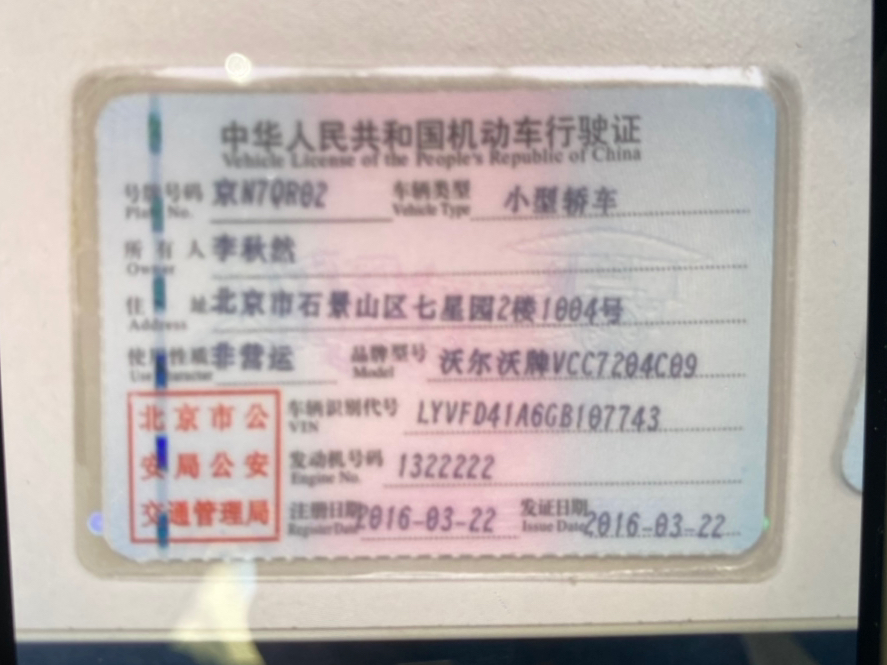 中华人民共和国机动车行驶证
Vehicle License of the People's Republic of China
号牌号码 京N7QR02 车辆类型 小型轿车
Plate No. Vehicle Type
所有人 李秋然
Owner
住址 北京市石景山区七星园2楼1004号
Address
使用性质 非营运 品牌型号 沃尔沃牌VCC7204C09
Use Character Model
北京市公 车辆识别代号 LYVFD41A6GB107743
VIN
安局公安 发动机号码 1322222
Engine No.
交通管理局 注册日期 2016-03-22 发证日期 2016-03-22
Register Date Issue Date